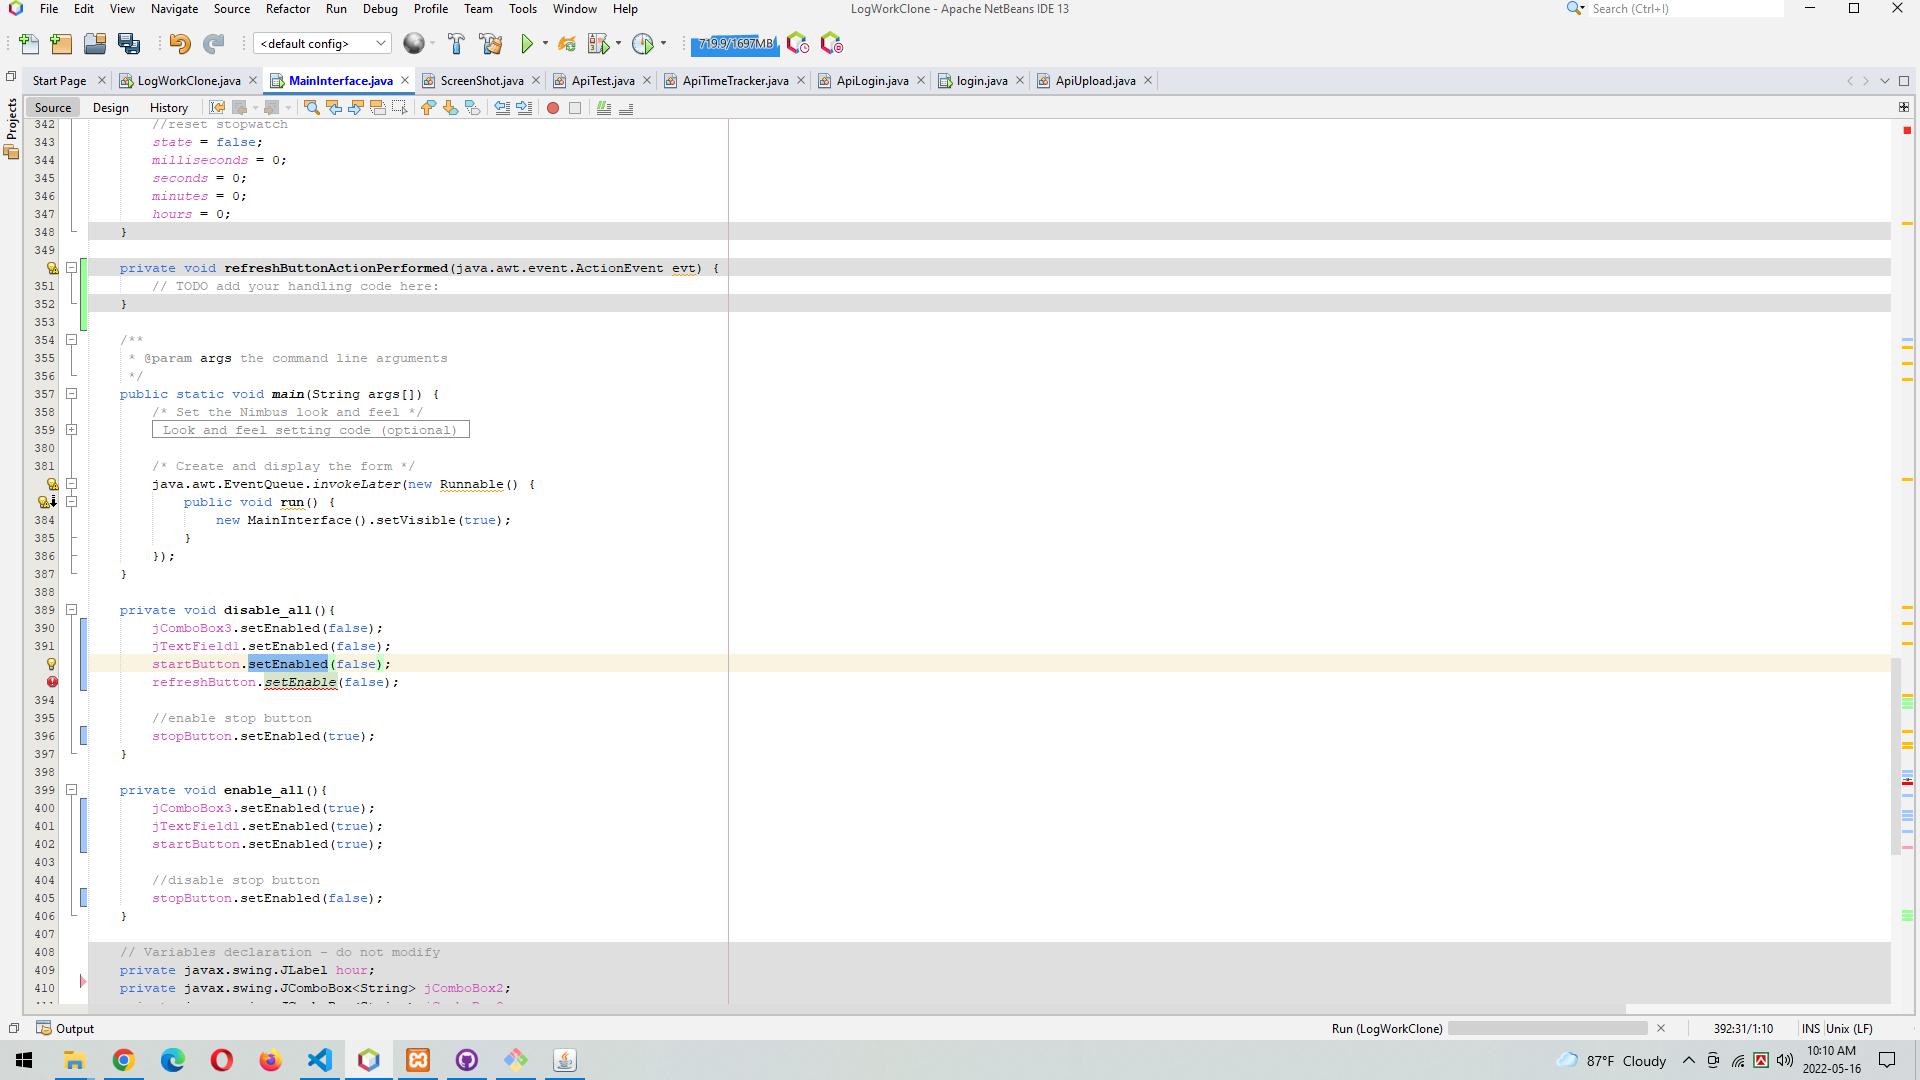 File Edit View Navigate Source Refactor Run Debug Profile Team Tools Window Help
LogWorkClone - Apache NetBeans IDE 13
Search (Ctrl+I)
<default config>
719.9/1697MB
Start Page
LogWorkClone.java
MainInterface.java
ScreenShot.java
ApiTest.java
ApiTimeTracker.java
ApiLogin.java
login.java
ApiUpload.java
Source Design History
Projects
342 //reset stopwatch
343 state = false;
344 milliseconds = 0;
345 seconds = 0;
346 minutes = 0;
347 hours = 0;
348 }
349
private void refreshButtonActionPerformed(java.awt.event.ActionEvent evt) {
351 // TODO add your handling code here:
352 }
353
354 /**
355 * @param args the command line arguments
356 */
357 public static void main(String args[]) {
358 /* Set the Nimbus look and feel */
359 Look and feel setting code (optional)
380
381 /* Create and display the form */
java.awt.EventQueue.invokeLater(new Runnable() {
public void run() {
384 new MainInterface().setVisible(true);
385 }
386 });
387 }
388
389 private void disable_all(){
390 jComboBox3.setEnabled(false);
391 jTextField1.setEnabled(false);
startButton.setEnabled(false);
refreshButton.setEnable(false);
394
395 //enable stop button
396 stopButton.setEnabled(true);
397 }
398
399 private void enable_all(){
400 jComboBox3.setEnabled(true);
401 jTextField1.setEnabled(true);
402 startButton.setEnabled(true);
403
404 //disable stop button
405 stopButton.setEnabled(false);
406 }
407
408 // Variables declaration - do not modify
409 private javax.swing.JLabel hour;
410 private javax.swing.JComboBox<String> jComboBox2;
Output
Run (LogWorkClone)
392:31/1:10
INS Unix (LF)
87°F Cloudy
10:10 AM
2022-05-16